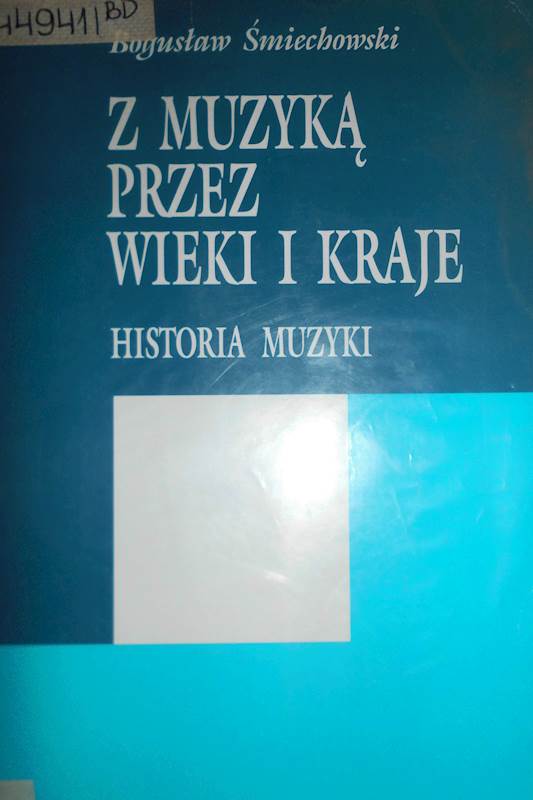 44941 BD
Bogusław Śmiechowski
Z MUZYKĄ
PRZEZ
WIEKI I KRAJE
HISTORIA MUZYKI